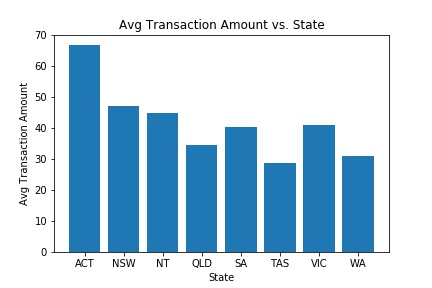 Avg Transaction Amount vs. State
Avg Transaction Amount
70
60
50
40
30
20
10
0
ACT NSW NT QLD SA TAS VIC WA
State